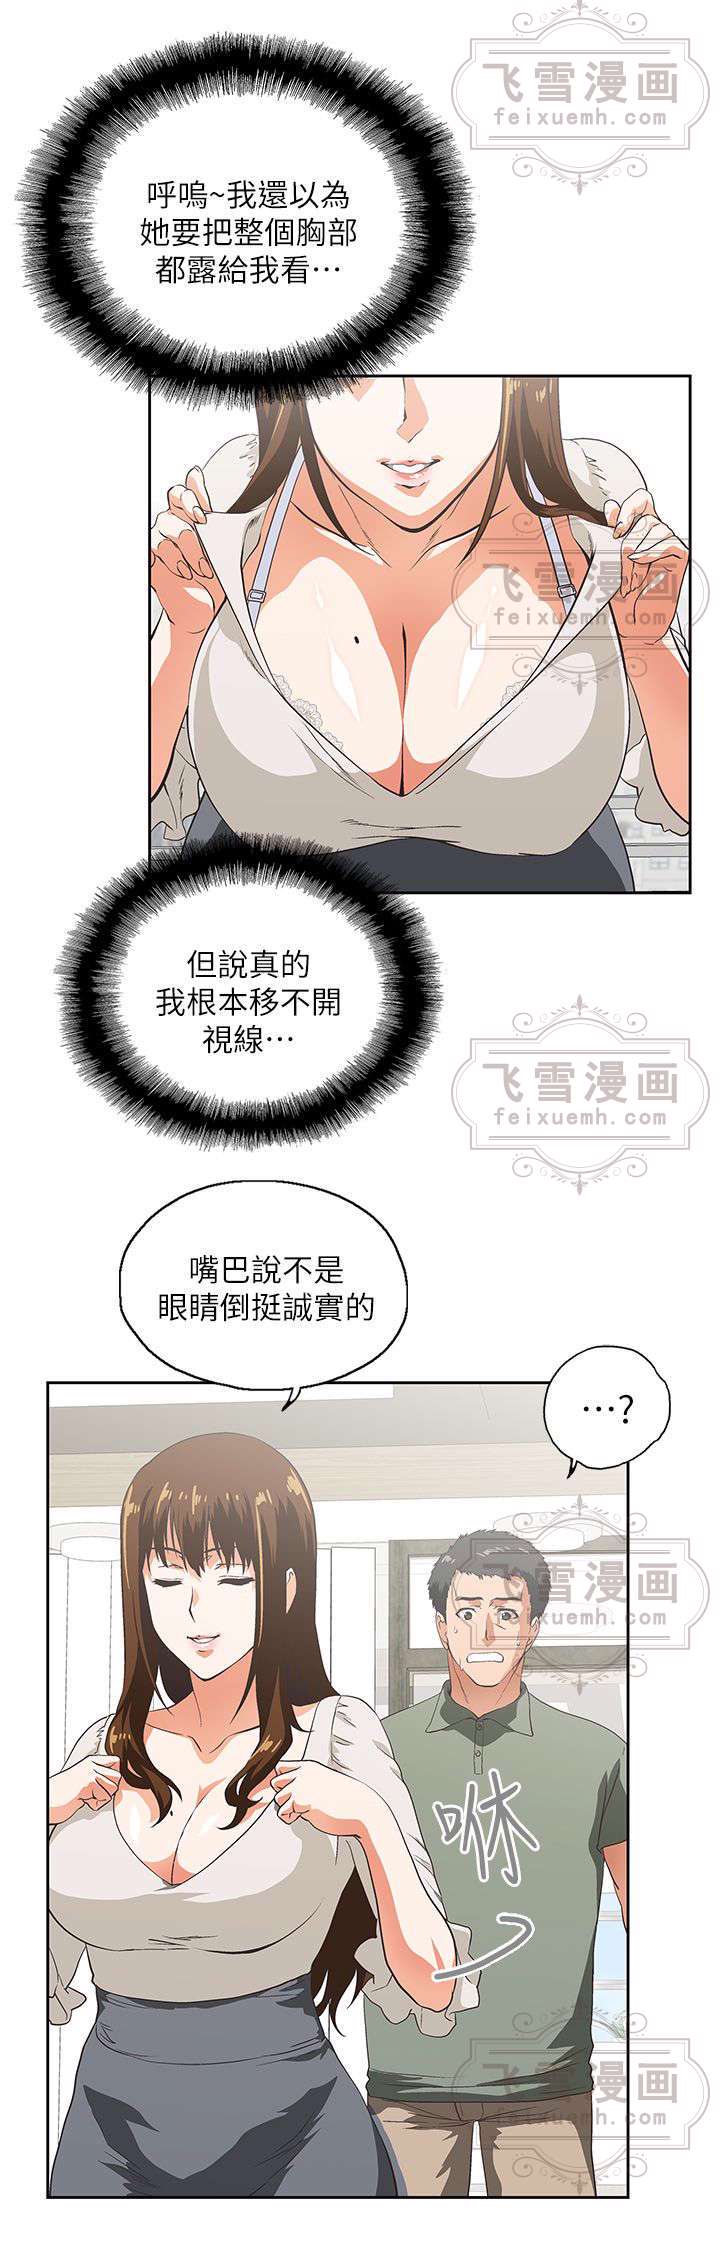 飞雪漫画
feixuemh.com
呼嗚~我還以為
她要把整個胸部
都露給我看⋯
飞雪漫画
feixuemh.com
但說真的
我根本移不開
視線⋯
飞雪漫画
feixuemh.com
嘴巴說不是
眼睛倒挺誠實的
⋯?
飞雪漫画
feixuemh.com
咻
飞雪漫画
feixuemh.com